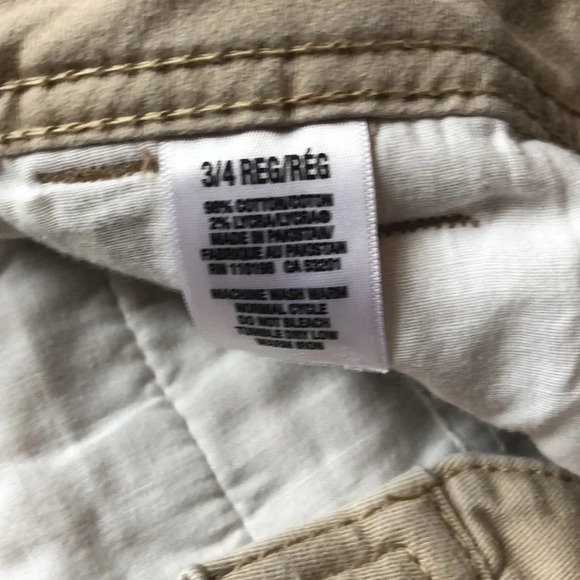 3/4 REG/RÉG
98% COTTON/COTON
2% LYCRA/LYCRA®
MADE IN PAKISTAN/
FABRIQUE AU PAKISTAN
RN 110198 CA 53201
MACHINE WASH WARM
NORMAL CYCLE
DO NOT BLEACH
TUMBLE DRY LOW
WARM IRON